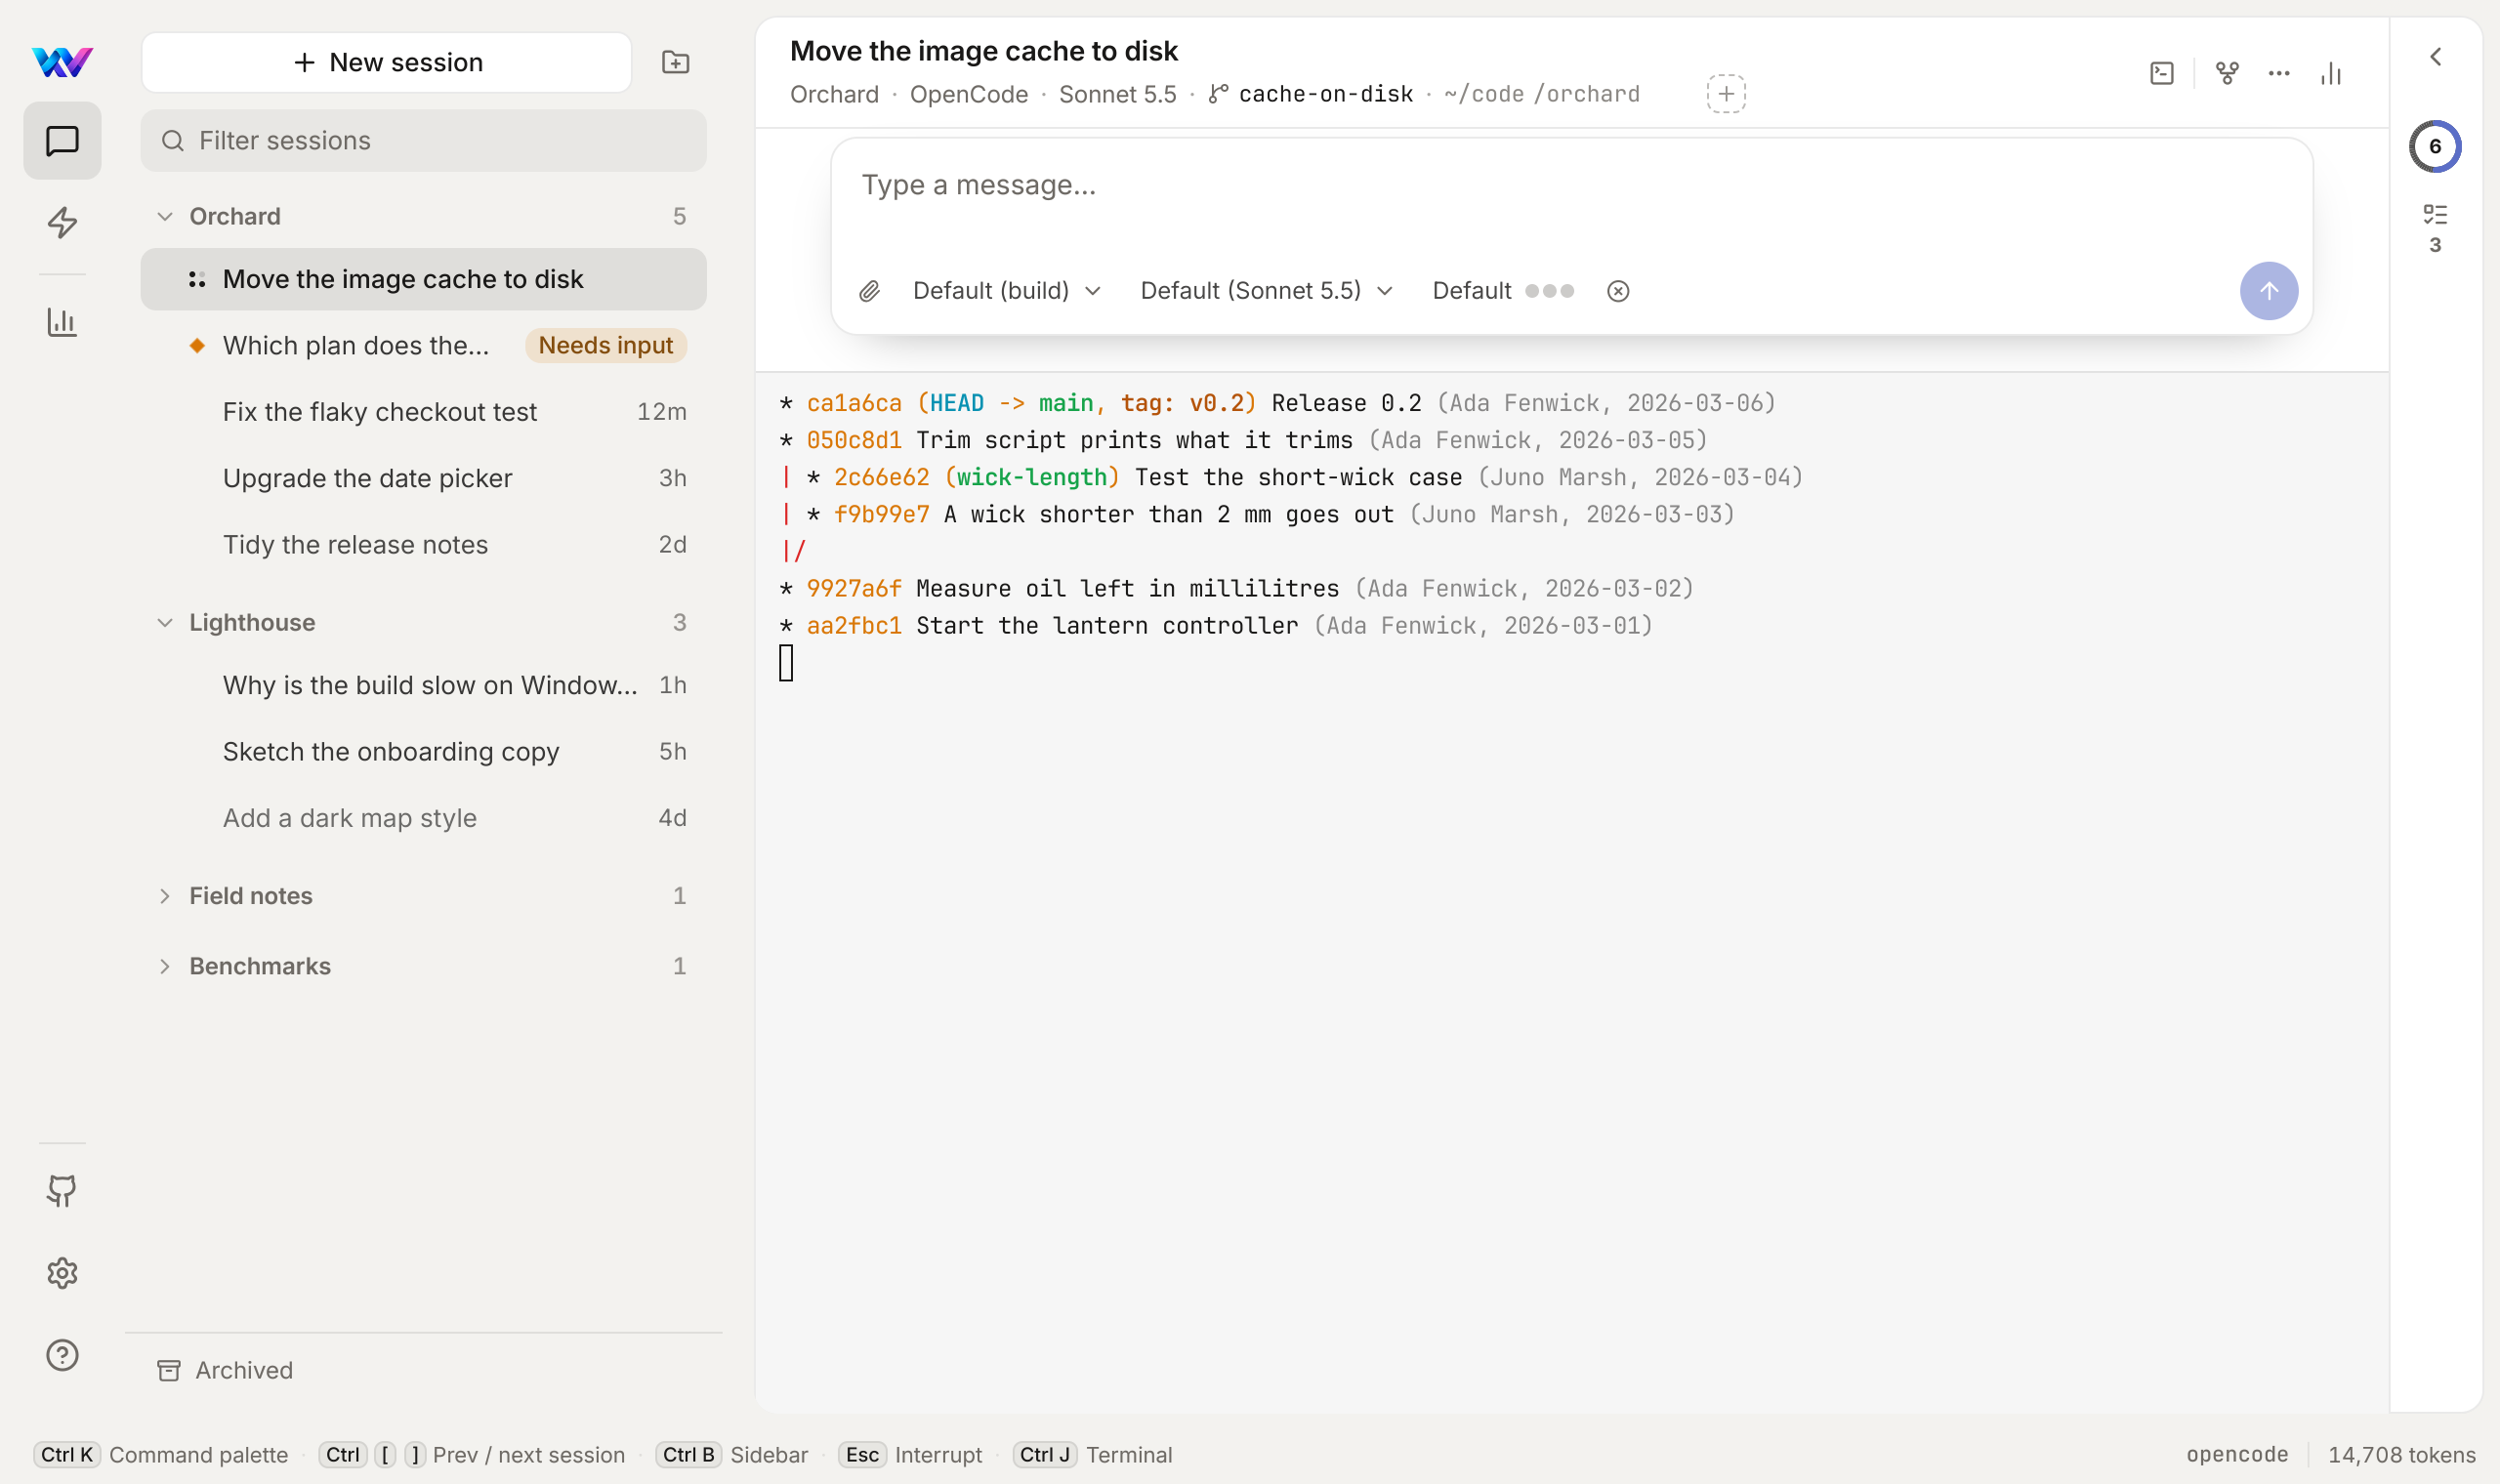 New session
Filter sessions
Orchard 5
Move the image cache to disk
Which plan does the... Needs input
Fix the flaky checkout test 12m
Upgrade the date picker 3h
Tidy the release notes 2d
Lighthouse 3
Why is the build slow on Window... 1h
Sketch the onboarding copy 5h
Add a dark map style 4d
Field notes 1
Benchmarks 1
Archived
Move the image cache to disk
Orchard · OpenCode · Sonnet 5.5 · cache-on-disk · ~/code /orchard
Type a message...
Default (build) Default (Sonnet 5.5) Default
* ca1a6ca (HEAD -> main, tag: v0.2) Release 0.2 (Ada Fenwick, 2026-03-06)
* 050c8d1 Trim script prints what it trims (Ada Fenwick, 2026-03-05)
| * 2c66e62 (wick-length) Test the short-wick case (Juno Marsh, 2026-03-04)
| * f9b99e7 A wick shorter than 2 mm goes out (Juno Marsh, 2026-03-03)
|/
* 9927a6f Measure oil left in millilitres (Ada Fenwick, 2026-03-02)
* aa2fbc1 Start the lantern controller (Ada Fenwick, 2026-03-01)
6
3
Ctrl K Command palette · Ctrl [ ] Prev / next session · Ctrl B Sidebar · Esc Interrupt · Ctrl J Terminal
opencode 14,708 tokens